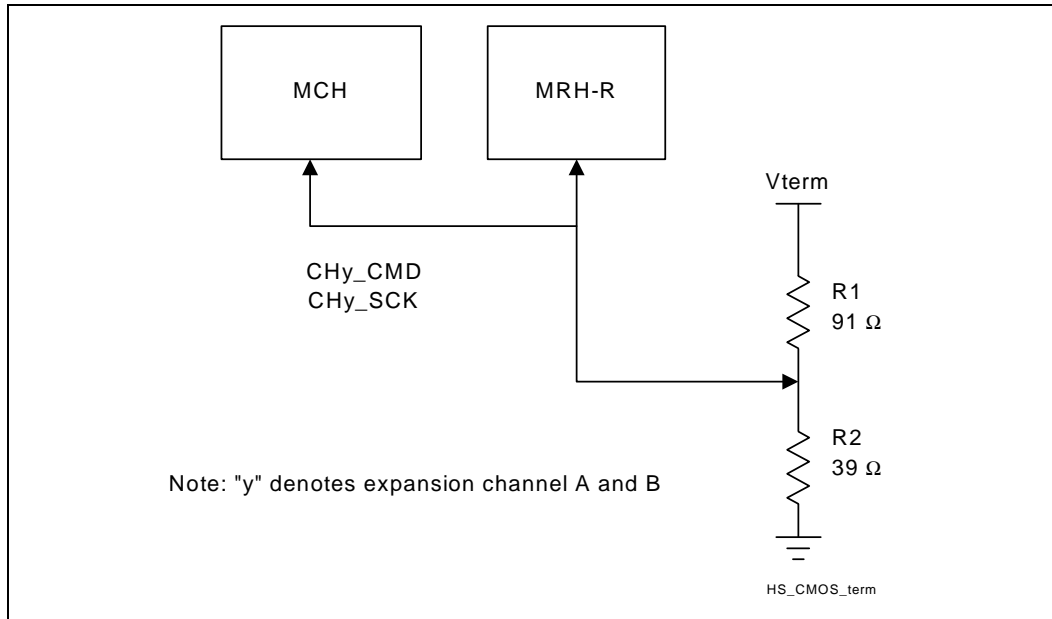 MCH
MRH-R
Vterm
CHy_CMD
CHy_SCK
R1
91 Ω
R2
39 Ω
Note: "y" denotes expansion channel A and B
HS_CMOS_term